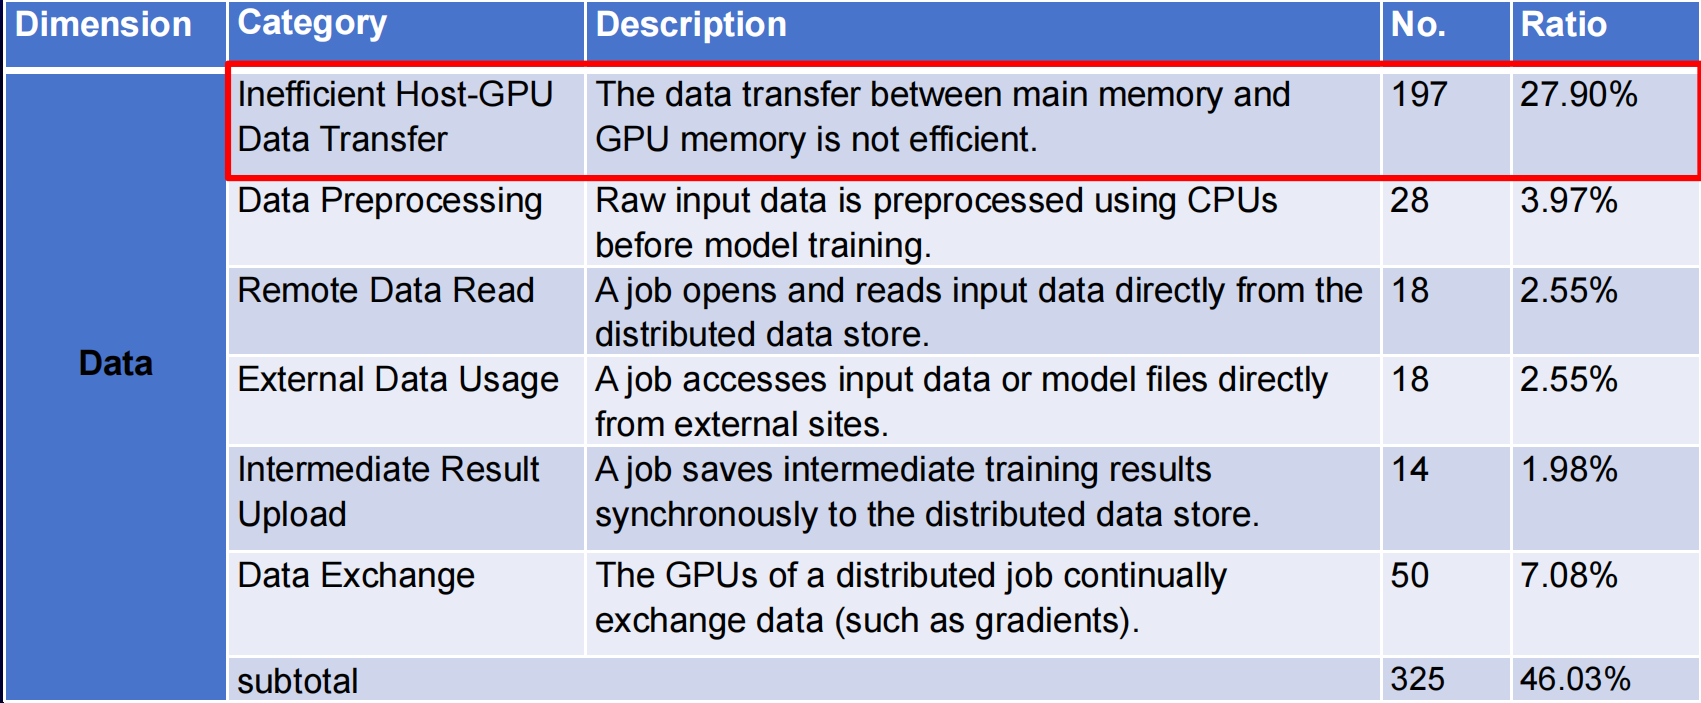 Dimension Category Description No. Ratio
Data
Inefficient Host-GPU The data transfer between main memory and 197 27.90%
Data Transfer GPU memory is not efficient.
Data Preprocessing Raw input data is preprocessed using CPUs 28 3.97%
before model training.
Remote Data Read A job opens and reads input data directly from the 18 2.55%
distributed data store.
External Data Usage A job accesses input data or model files directly 18 2.55%
from external sites.
Intermediate Result A job saves intermediate training results 14 1.98%
Upload synchronously to the distributed data store.
Data Exchange The GPUs of a distributed job continually 50 7.08%
exchange data (such as gradients).
subtotal 325 46.03%